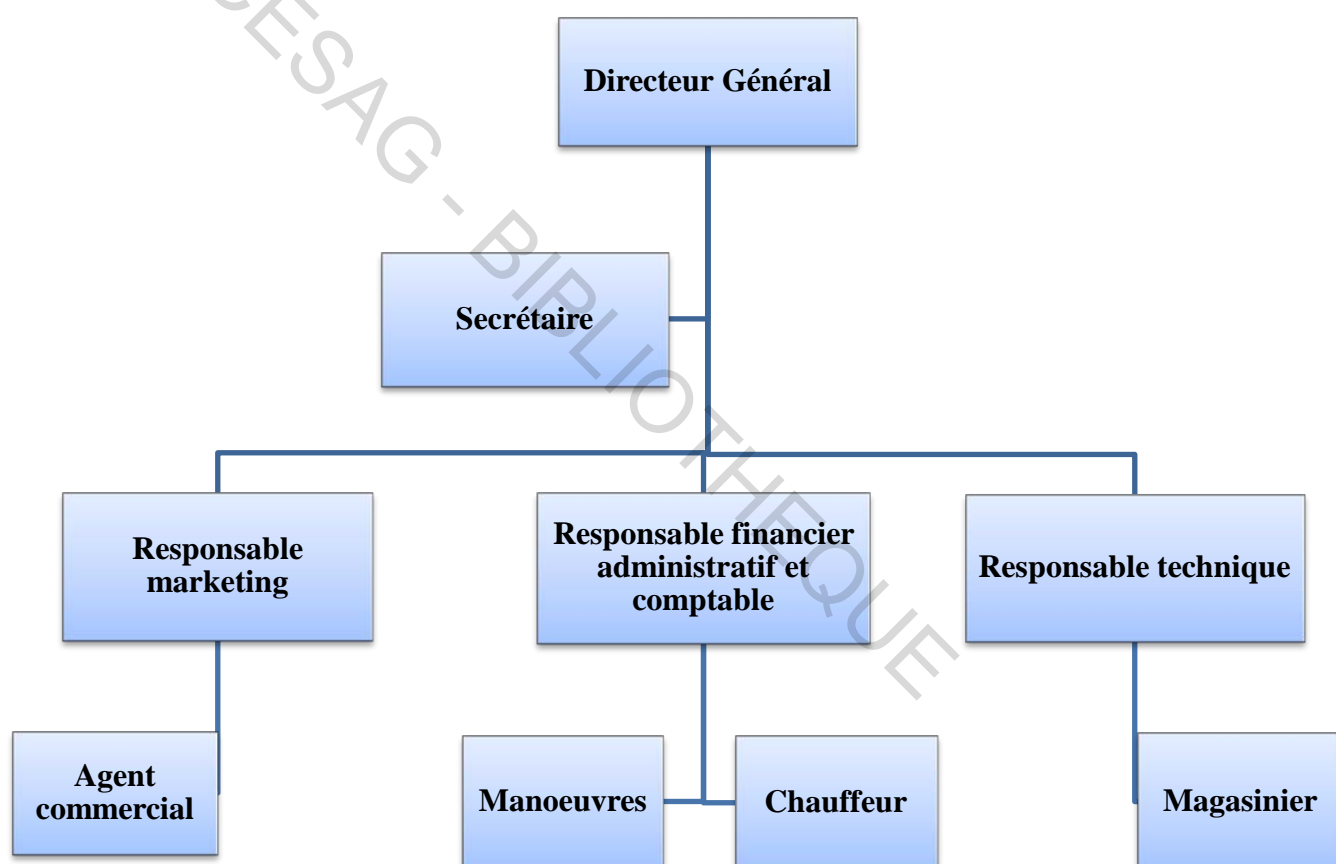 CESAG - BIBLIOTHEQUE
Directeur Général
Secrétaire
Responsable
marketing
Responsable financier
administratif et
comptable
Responsable technique
Agent
commercial
Manoeuvres
Chauffeur
Magasinier